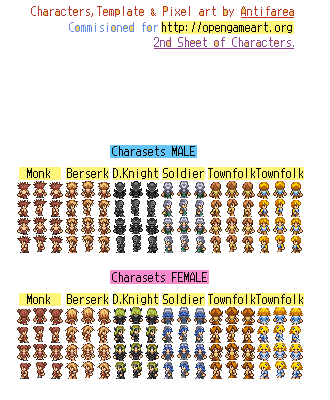 Characters,Template & Pixel art by Antifarea
Commisioned for http://opengameart.org
2nd Sheet of Characters.
Charasets MALE
Monk Berserk D.Knight Soldier Townfolk Townfolk
Charasets FEMALE
Monk Berserk D.Knight Soldier Townfolk Townfolk